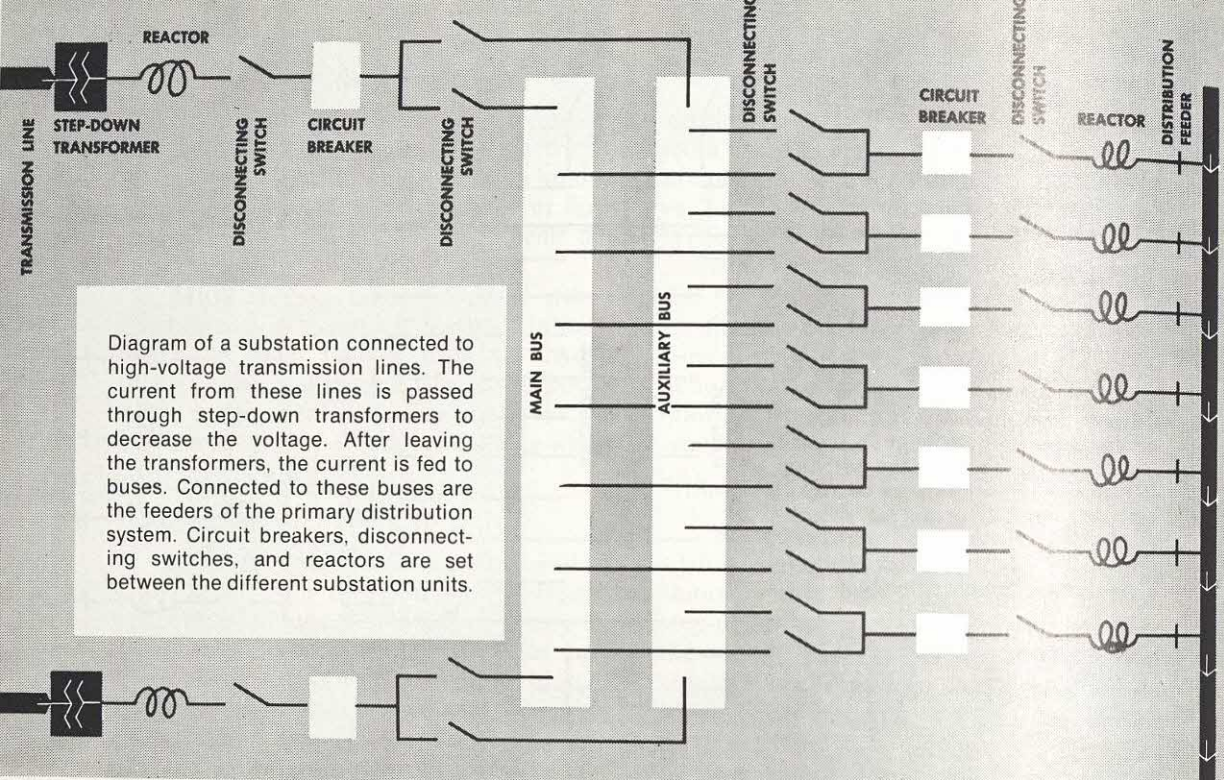 REACTOR
STEP-DOWN
TRANSFORMER
TRANSMISSION LINE
DISCONNECTING
SWITCH
CIRCUIT
BREAKER
DISCONNECTING
SWITCH
MAIN BUS
AUXILIARY BUS
DISCONNECTING
SWITCH
CIRCUIT
BREAKER
DISCONNECTING
SWITCH
REACTOR
DISTRIBUTION
FEEDER
Diagram of a substation connected to
high-voltage transmission lines. The
current from these lines is passed
through step-down transformers to
decrease the voltage. After leaving
the transformers, the current is fed to
buses. Connected to these buses are
the feeders of the primary distribution
system. Circuit breakers, disconnect-
ing switches, and reactors are set
between the different substation units.